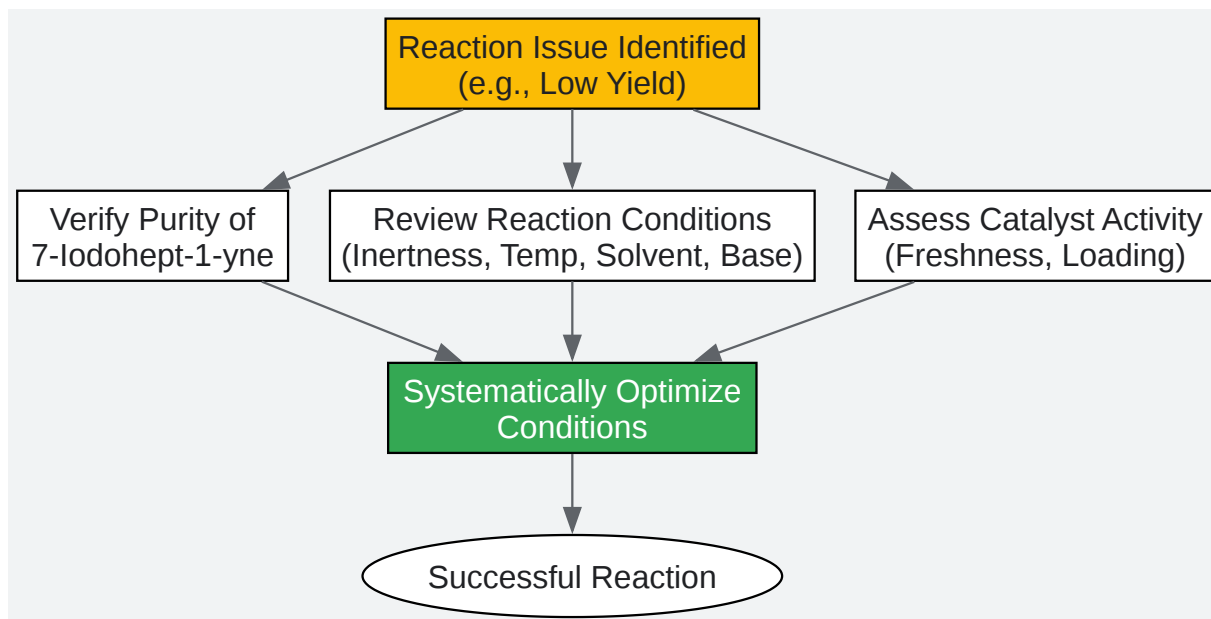 Reaction Issue Identified
(e.g., Low Yield)
Verify Purity of
7-Iodohept-1-yne
Review Reaction Conditions
(Inertness, Temp, Solvent, Base)
Assess Catalyst Activity
(Freshness, Loading)
Systematically Optimize
Conditions
Successful Reaction